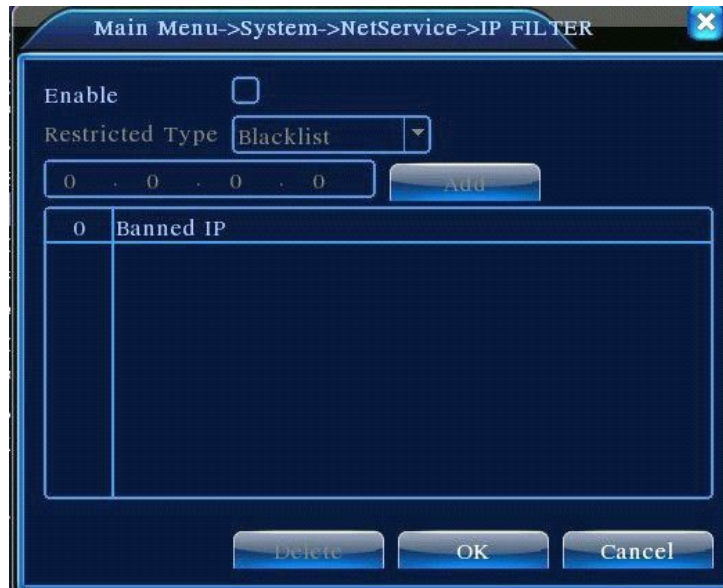 Main Menu->System->NetService->IP FILTER
Enable
Restricted Type Blacklist
0 . 0 . 0 . 0 Add
0 Banned IP
Delete OK Cancel